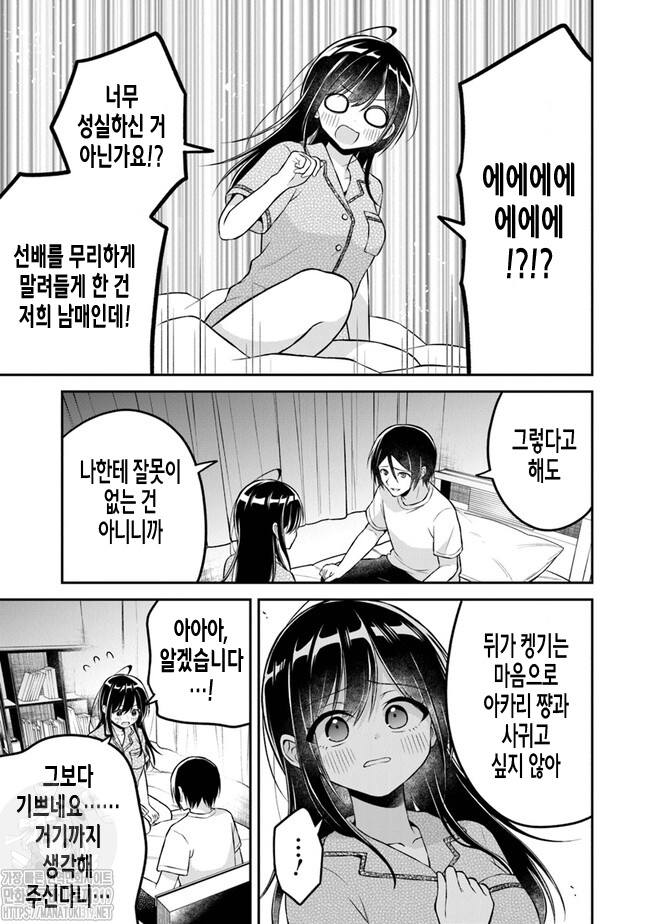 에에에에
에에에
!?!?
너무
성실하신 거
아닌가요!?
선배를 무리하게
말려들게 한 건
저희 남매인데!
그렇다고
해도
나한테 잘못이
없는 건
아니니까
뒤가 켕기는
마음으로
아카리 쨩과
사귀고
싶지 않아
…!
아아아,
알겠습니다
…!
그보다
기쁘네요……
거기까지
생각해
주신다니…
HTTPS://MANATOKI.TV/